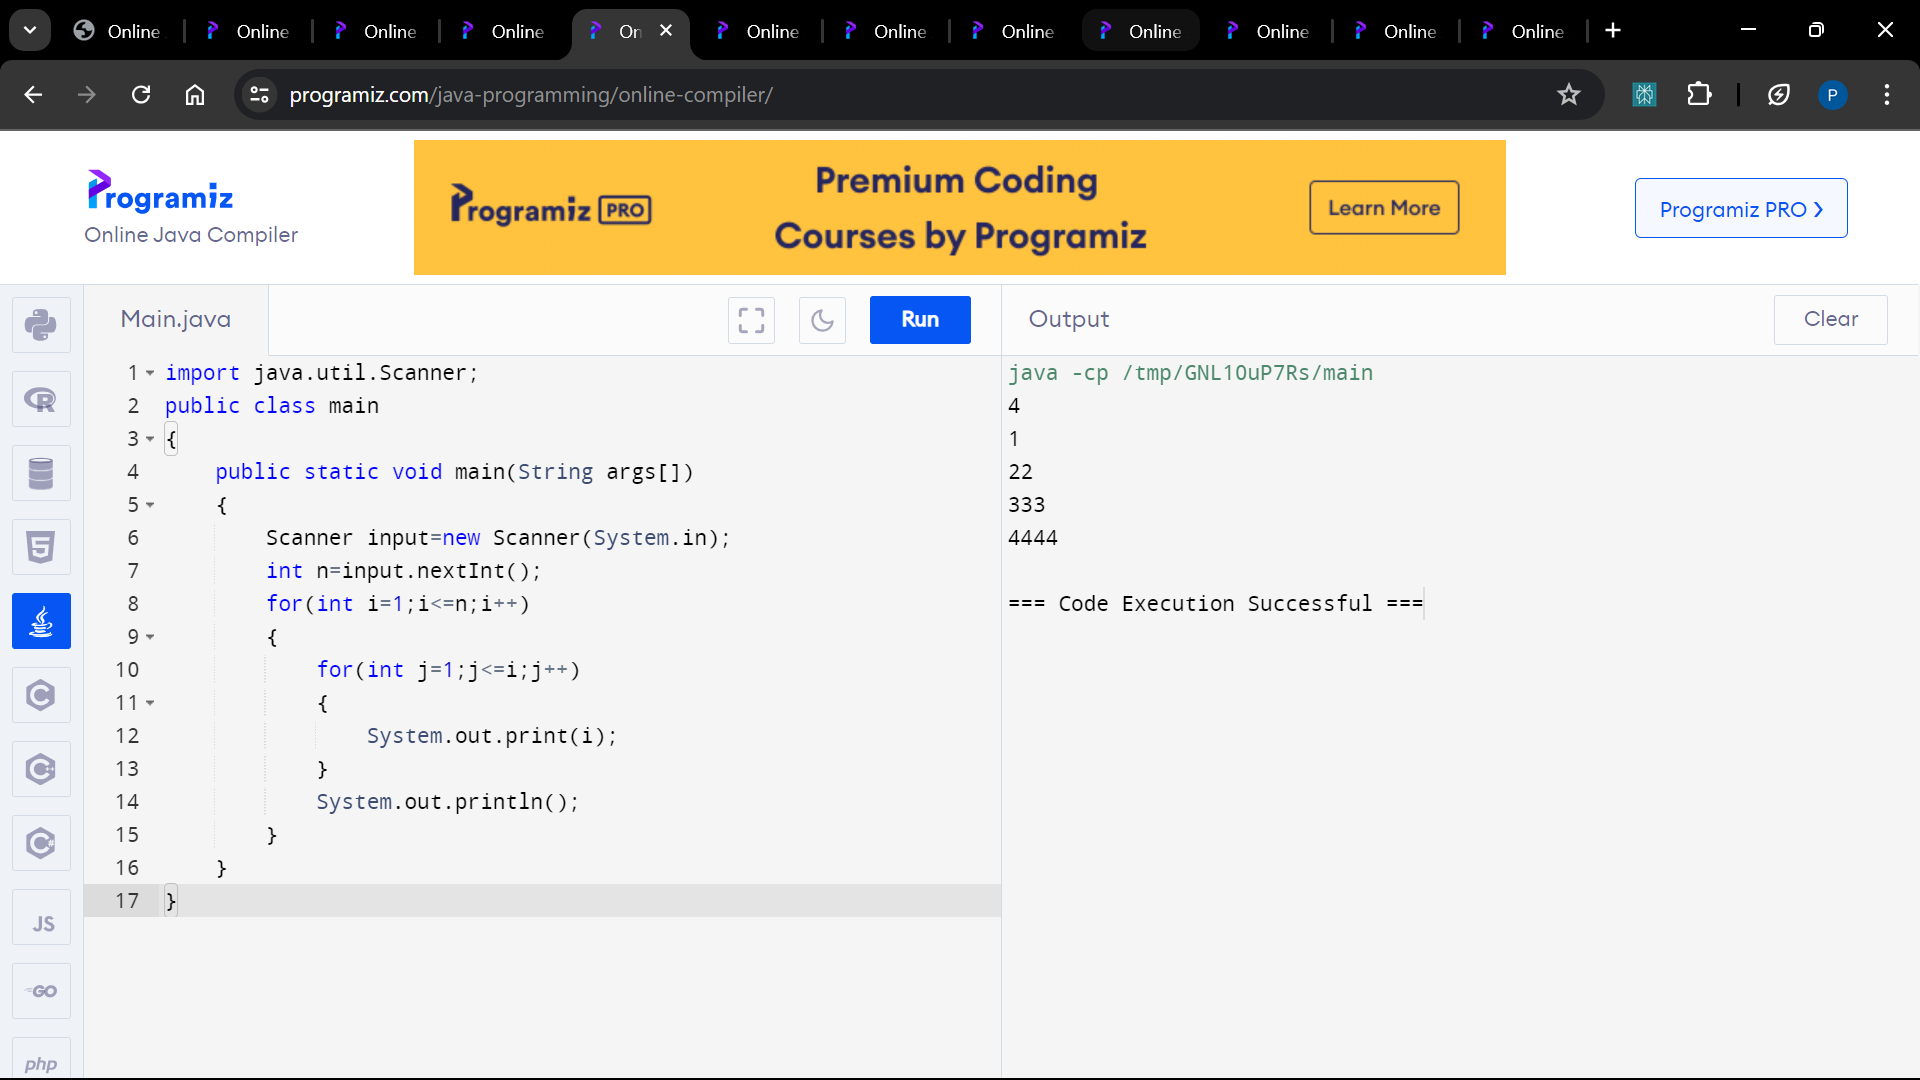 Online
Online
Online
Online
On
Online
Online
Online
Online
Online
Online
Online
programiz.com/java-programming/online-compiler/
P
Programiz
Online Java Compiler
Programiz PRO
Premium Coding
Courses by Programiz
Learn More
Programiz PRO
Main.java
Run
Output
Clear
1 import java.util.Scanner;
2 public class main
3 {
4 public static void main(String args[])
5 {
6 Scanner input=new Scanner(System.in);
7 int n=input.nextInt();
8 for(int i=1;i<=n;i++)
9 {
10 for(int j=1;j<=i;j++)
11 {
12 System.out.print(i);
13 }
14 System.out.println();
15 }
16 }
17 }
java -cp /tmp/GNL1OuP7Rs/main
4
1
22
333
4444
=== Code Execution Successful ===
R
5
C
C
C#
JS
GO
php